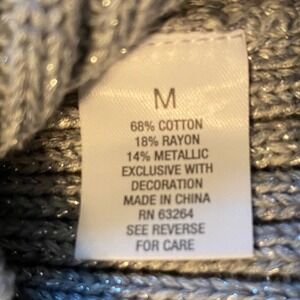 M
68% COTTON
18% RAYON
14% METALLIC
EXCLUSIVE WITH
DECORATION
MADE IN CHINA
RN 63264
SEE REVERSE
FOR CARE